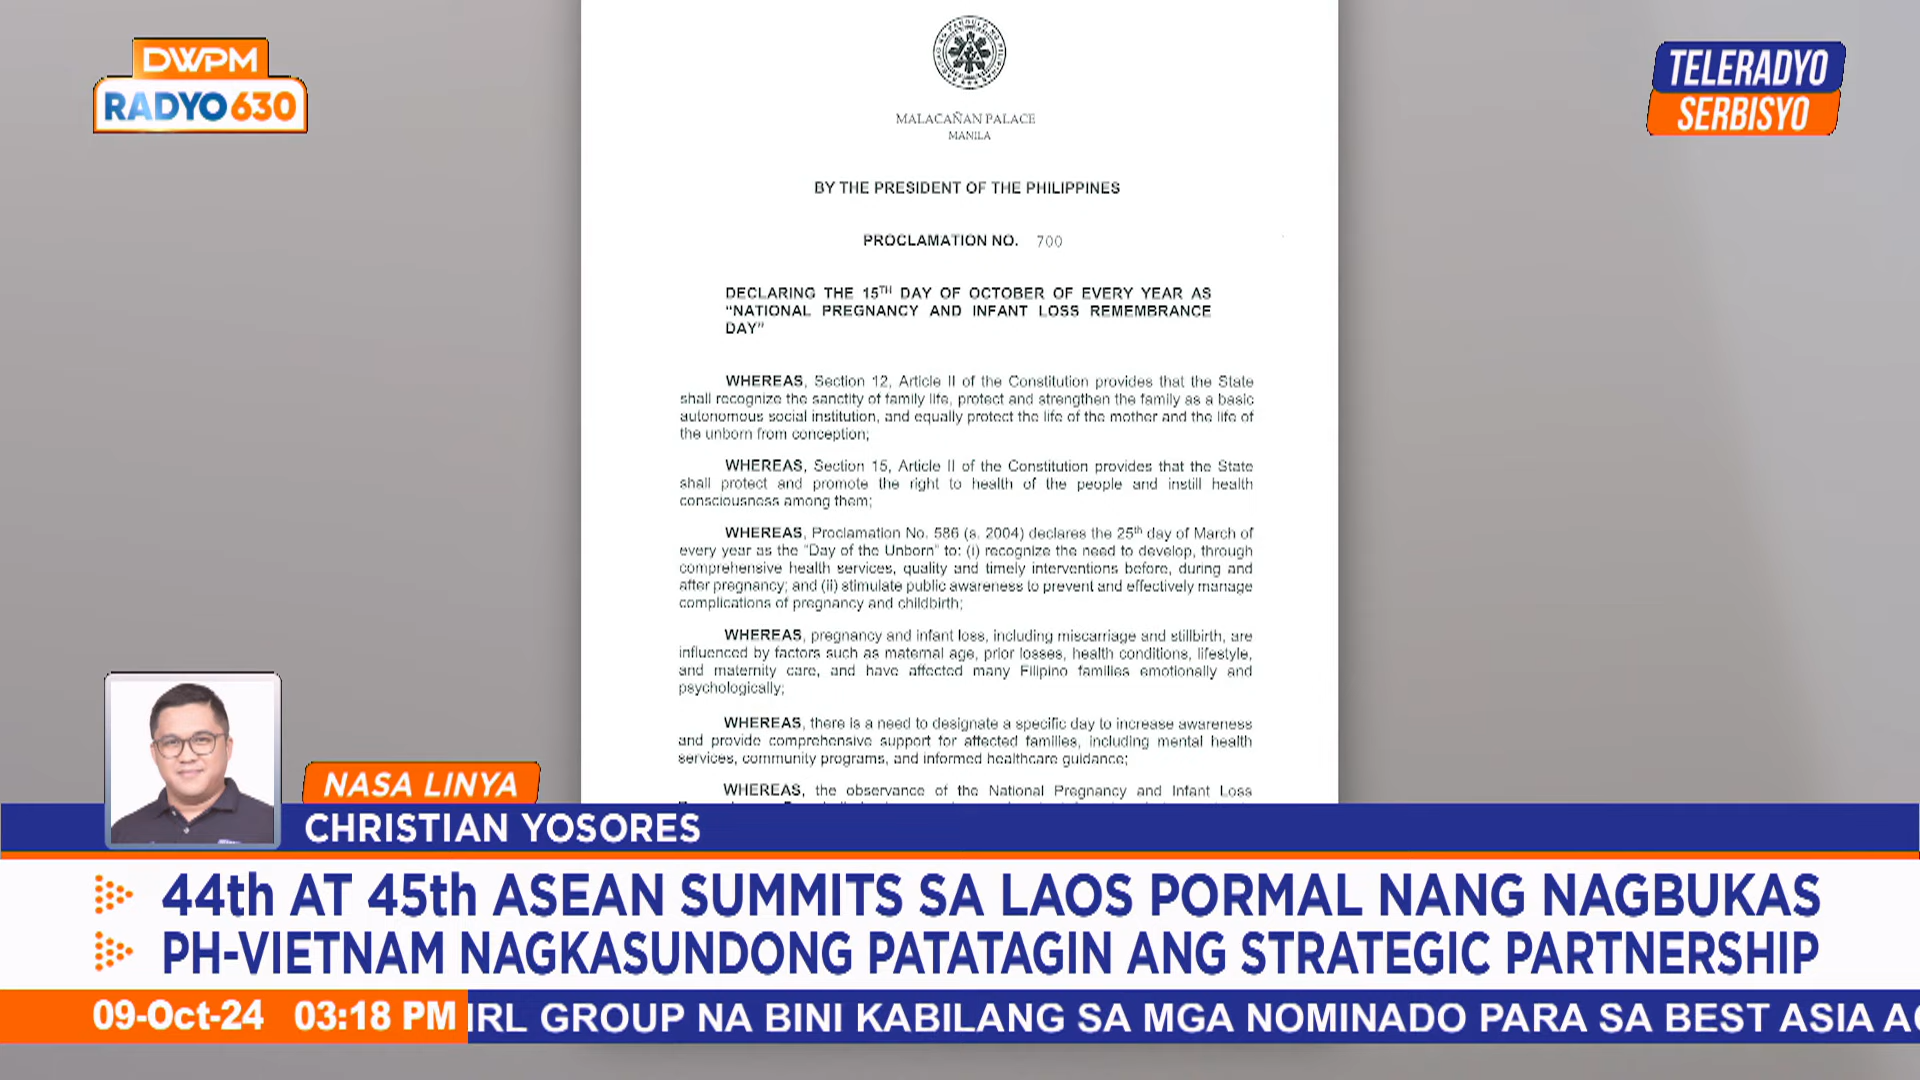 DWPM
RADYO 630
TELERADYO
SERBISYO
MALACAÑAN PALACE
MANILA
BY THE PRESIDENT OF THE PHILIPPINES
PROCLAMATION NO. 700
DECLARING THE 15TH DAY OF OCTOBER OF EVERY YEAR AS
“NATIONAL PREGNANCY AND INFANT LOSS REMEMBRANCE
DAY”
WHEREAS, Section 12, Article II of the Constitution provides that the State
shall recognize the sanctity of family life, protect and strengthen the family as a basic
autonomous social institution, and equally protect the life of the mother and the life of
the unborn from conception;
WHEREAS, Section 15, Article II of the Constitution provides that the State
shall protect and promote the right to health of the people and instill health
consciousness among them;
WHEREAS, Proclamation No. 586 (s. 2004) declares the 25th day of March of
every year as the “Day of the Unborn” to: (i) recognize the need to develop, through
comprehensive health services, quality and timely interventions before, during and
after pregnancy; and (ii) stimulate public awareness to prevent and effectively manage
complications of pregnancy and childbirth;
WHEREAS, pregnancy and infant loss, including miscarriage and stillbirth, are
influenced by factors such as maternal age, prior losses, health conditions, lifestyle,
and maternity care, and have affected many Filipino families emotionally and
psychologically;
WHEREAS, there is a need to designate a specific day to increase awareness
and provide comprehensive support for affected families, including mental health
services, community programs, and informed healthcare guidance;
WHEREAS, the observance of the National Pregnancy and Infant Loss
NASA LINYA
CHRISTIAN YOSORES
44th AT 45th ASEAN SUMMITS SA LAOS PORMAL NANG NAGBUKAS
PH-VIETNAM NAGKASUNDONG PATATAGIN ANG STRATEGIC PARTNERSHIP
09-Oct-24 03:18 PM IRL GROUP NA BINI KABILANG SA MGA NOMINADO PARA SA BEST ASIA AC